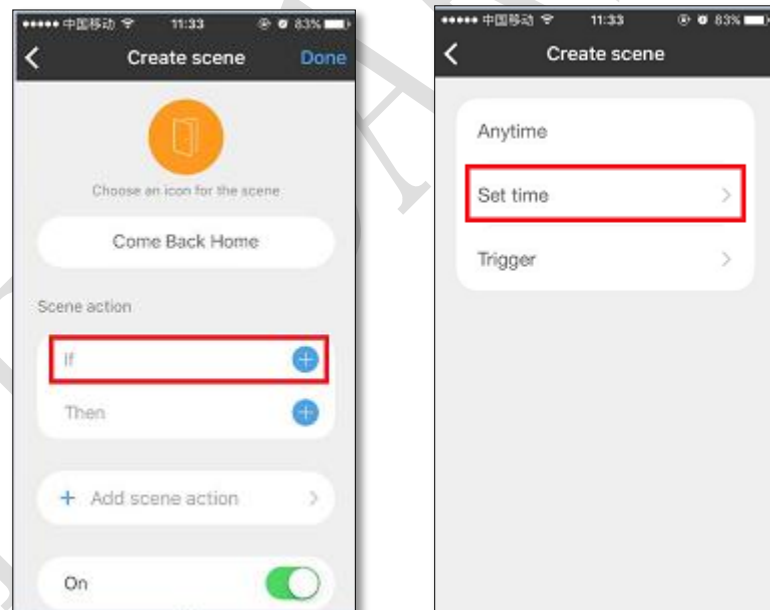 中国移动 11:33 83%
Create scene Done
Choose an icon for the scene
Come Back Home
Scene action
If
Then
+ Add scene action
On
中国移动 11:33 83%
Create scene
Anytime
Set time
Trigger